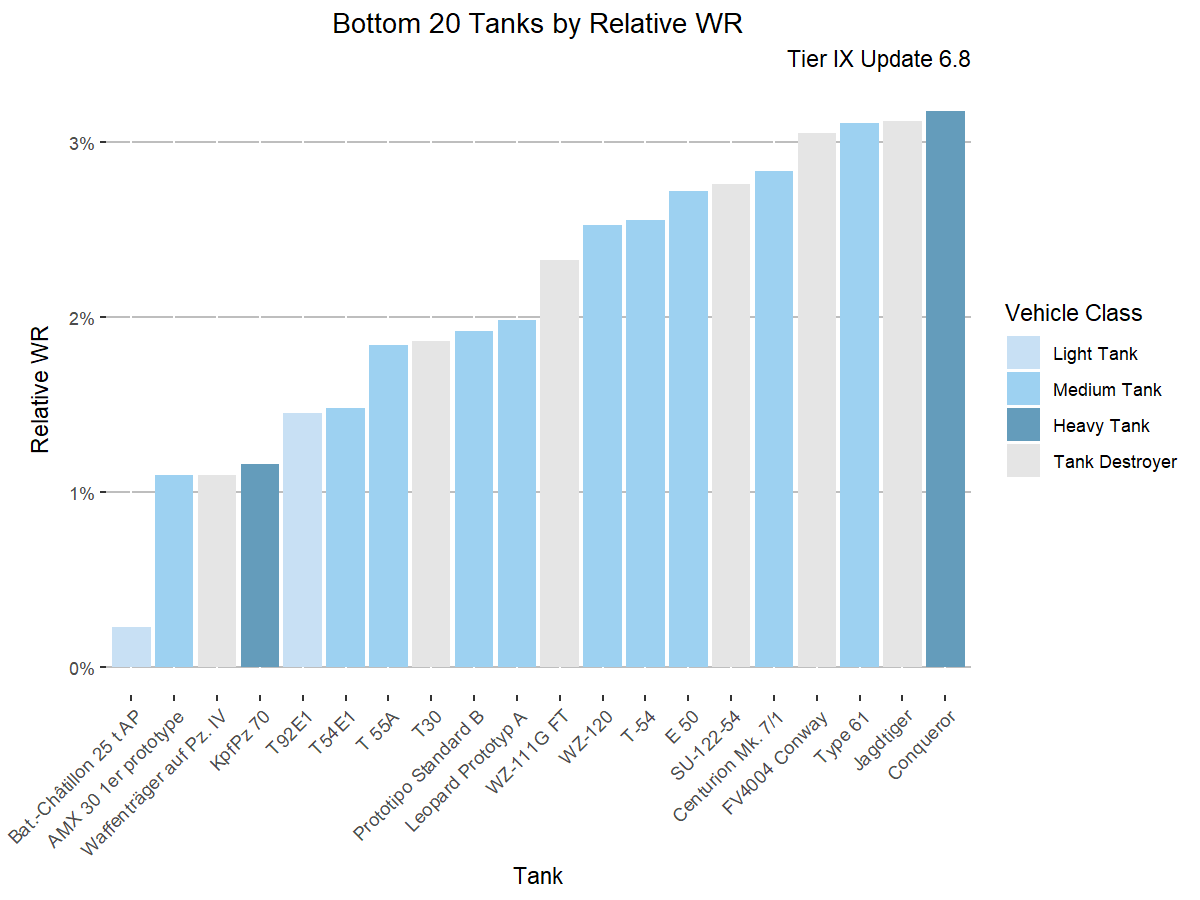 Bottom 20 Tanks by Relative WR
Tier IX Update 6.8
3%
2%
1%
0%
Relative WR
Bat.-Châtillon 25 t AP
AMX 30 1er prototype
Waffenträger auf Pz. IV
KpfPz 70
T92E1
T54E1
T 55A
T30
Prototipo Standard B
Leopard Prototyp A
WZ-111G FT
WZ-120
T-54
E 50
SU-122-54
Centurion Mk. 7/1
FV4004 Conway
Type 61
Jagdtiger
Conqueror
Tank
Vehicle Class
Light Tank
Medium Tank
Heavy Tank
Tank Destroyer